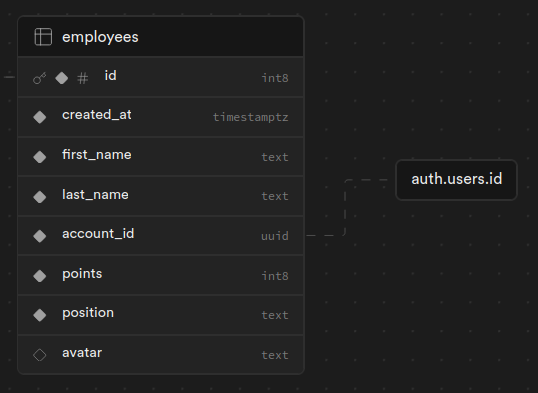 employees
# id int8
created_at timestamptz
first_name text
last_name text
account_id uuid
auth.users.id
points int8
position text
avatar text